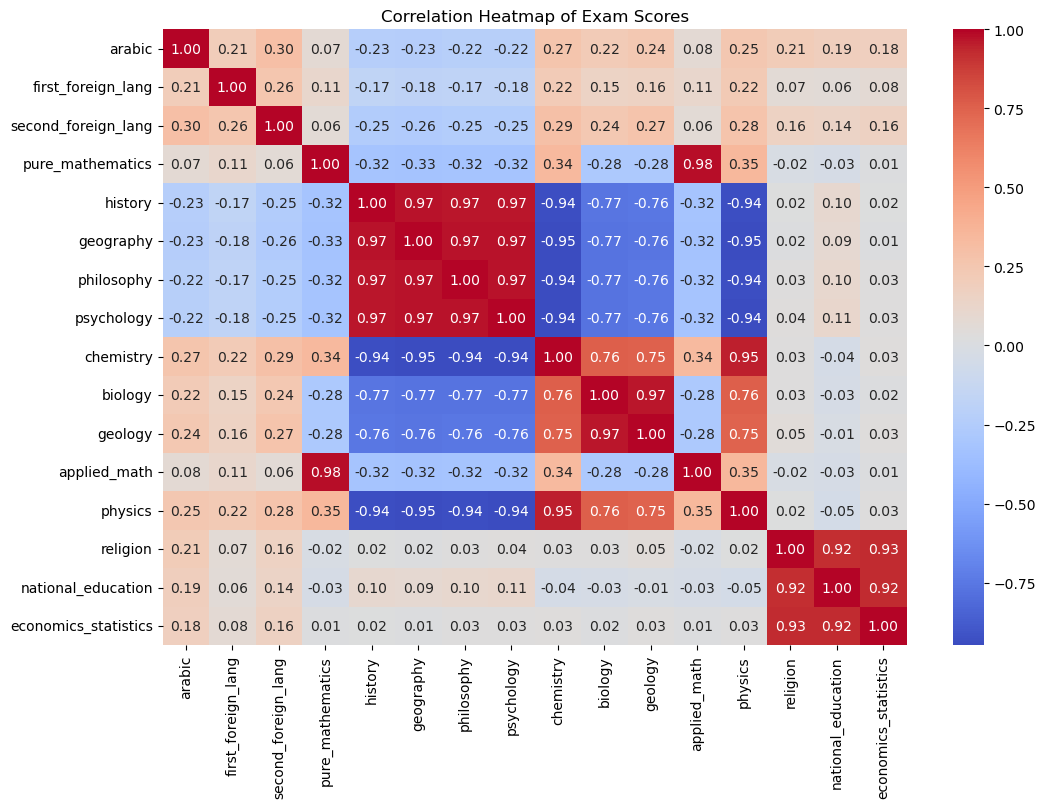 Correlation Heatmap of Exam Scores
arabic 1.00 0.21 0.30 0.07 -0.23 -0.23 -0.22 -0.22 0.27 0.22 0.24 0.08 0.25 0.21 0.19 0.18
first_foreign_lang 0.21 1.00 0.26 0.11 -0.17 -0.18 -0.17 -0.18 0.22 0.15 0.16 0.11 0.22 0.07 0.06 0.08
second_foreign_lang 0.30 0.26 1.00 0.06 -0.25 -0.26 -0.25 -0.25 0.29 0.24 0.27 0.06 0.28 0.16 0.14 0.16
pure_mathematics 0.07 0.11 0.06 1.00 -0.32 -0.33 -0.32 -0.32 0.34 -0.28 -0.28 0.98 0.35 -0.02 -0.03 0.01
history -0.23 -0.17 -0.25 -0.32 1.00 0.97 0.97 0.97 -0.94 -0.77 -0.76 -0.32 -0.94 0.02 0.10 0.02
geography -0.23 -0.18 -0.26 -0.33 0.97 1.00 0.97 0.97 -0.95 -0.77 -0.76 -0.32 -0.95 0.02 0.09 0.01
philosophy -0.22 -0.17 -0.25 -0.32 0.97 0.97 1.00 0.97 -0.94 -0.77 -0.76 -0.32 -0.94 0.03 0.10 0.03
psychology -0.22 -0.18 -0.25 -0.32 0.97 0.97 0.97 1.00 -0.94 -0.77 -0.76 -0.32 -0.94 0.04 0.11 0.03
chemistry 0.27 0.22 0.29 0.34 -0.94 -0.95 -0.94 -0.94 1.00 0.76 0.75 0.34 0.95 0.03 -0.04 0.03
biology 0.22 0.15 0.24 -0.28 -0.77 -0.77 -0.77 -0.77 0.76 1.00 0.97 -0.28 0.76 0.03 -0.03 0.02
geology 0.24 0.16 0.27 -0.28 -0.76 -0.76 -0.76 -0.76 0.75 0.97 1.00 -0.28 0.75 0.05 -0.01 0.03
applied_math 0.08 0.11 0.06 0.98 -0.32 -0.32 -0.32 -0.32 0.34 -0.28 -0.28 1.00 0.35 -0.02 -0.03 0.01
physics 0.25 0.22 0.28 0.35 -0.94 -0.95 -0.94 -0.94 0.95 0.76 0.75 0.35 1.00 0.02 -0.05 0.03
religion 0.21 0.07 0.16 -0.02 0.02 0.02 0.03 0.04 0.03 0.03 0.05 -0.02 0.02 1.00 0.92 0.93
national_education 0.19 0.06 0.14 -0.03 0.10 0.09 0.10 0.11 -0.04 -0.03 -0.01 -0.03 -0.05 0.92 1.00 0.92
economics_statistics 0.18 0.08 0.16 0.01 0.02 0.01 0.03 0.03 0.03 0.02 0.03 0.01 0.03 0.93 0.92 1.00
arabic
first_foreign_lang
second_foreign_lang
pure_mathematics
history
geography
philosophy
psychology
chemistry
biology
geology
applied_math
physics
religion
national_education
economics_statistics
1.00
0.75
0.50
0.25
0.00
−0.25
−0.50
−0.75